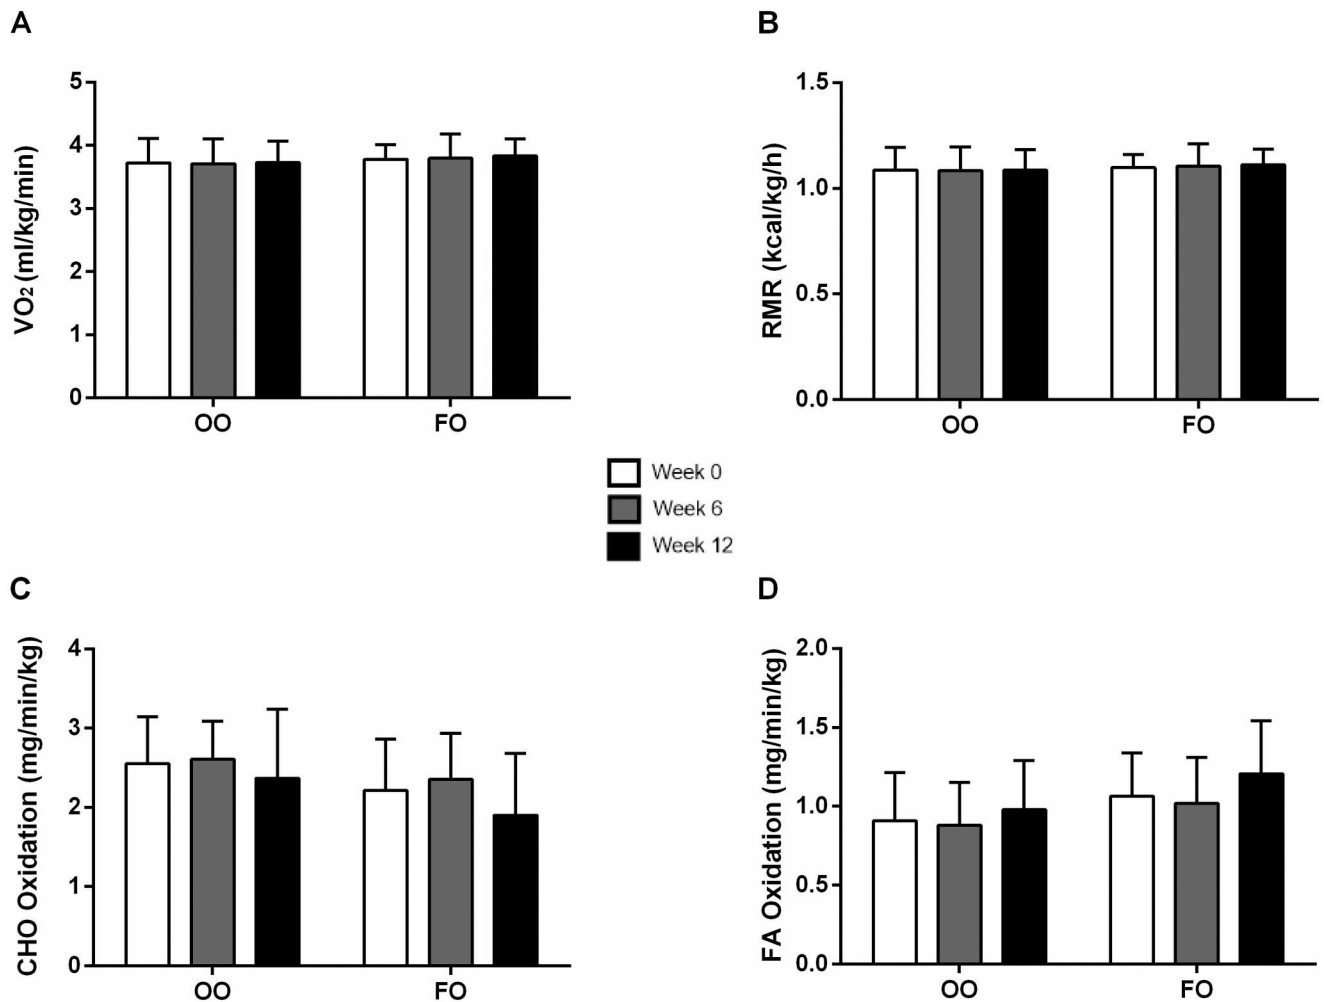 A
VO₂ (ml/kg/min)
5
4
3
2
1
0
OO
FO
B
RMR (kcal/kg/h)
1.5
1.0
0.5
0.0
OO
FO
Week 0
Week 6
Week 12
C
CHO Oxidation (mg/min/kg)
4
3
2
1
0
OO
FO
D
FA Oxidation (mg/min/kg)
2.0
1.5
1.0
0.5
0.0
OO
FO